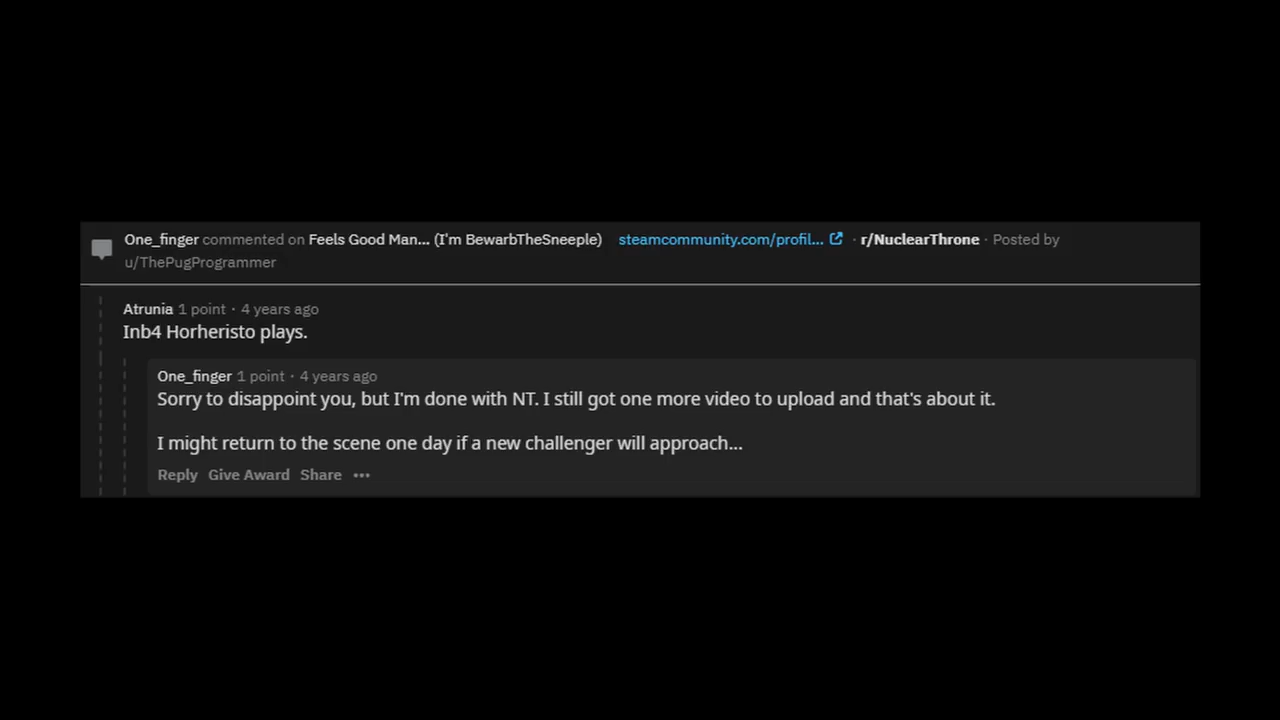 One_finger commented on Feels Good Man... (I'm BewarbTheSneeple) steamcommunity.com/profil... · r/NuclearThrone · Posted by
u/ThePugProgrammer
Atrunia 1 point · 4 years ago
Inb4 Horheristo plays.
One_finger 1 point · 4 years ago
Sorry to disappoint you, but I'm done with NT. I still got one more video to upload and that's about it.
I might return to the scene one day if a new challenger will approach...
Reply Give Award Share •••